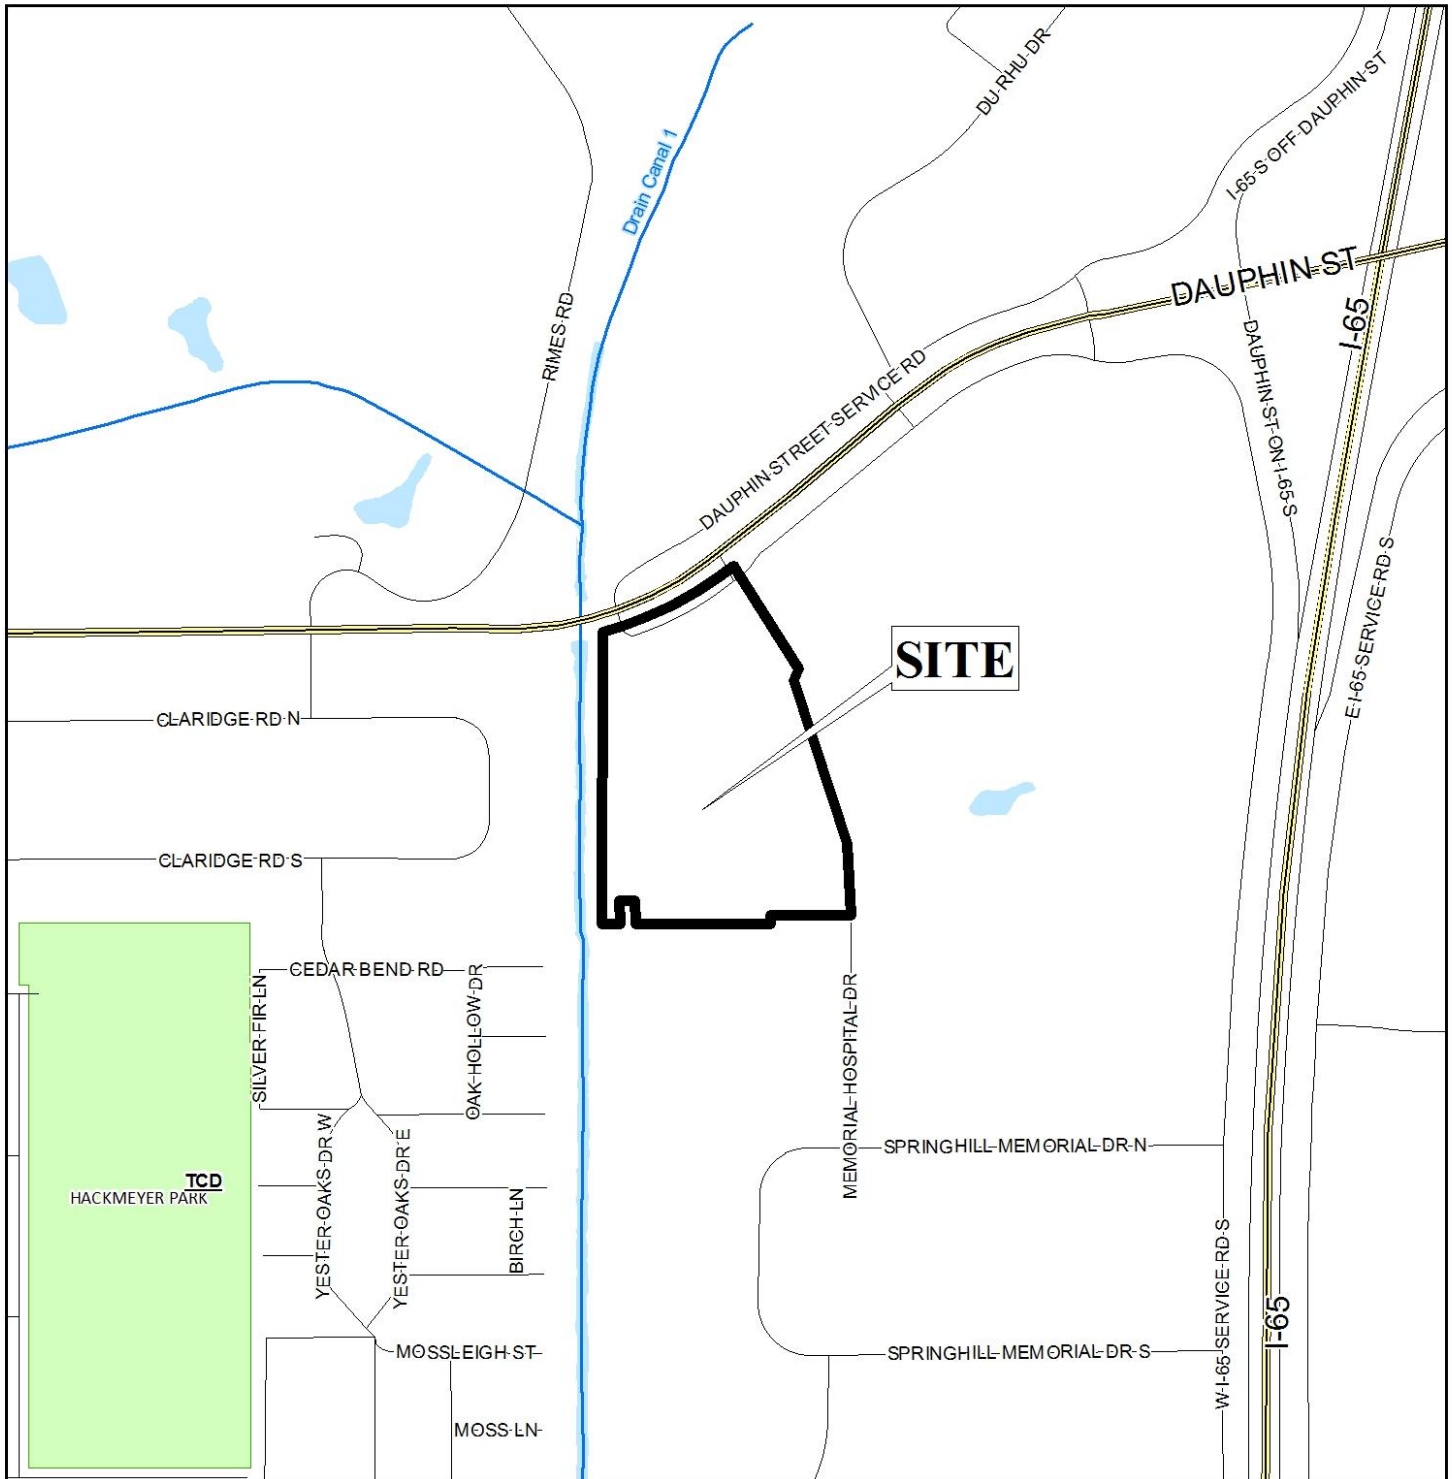 DU-RHU-DR
I-65-S OFF-DAUPHIN-ST
Drain Canal 1
DAUPHIN ST
I-65
RIMES-RD
DAUPHIN-ST-ON-I-65-S
DAUPHIN-STREET-SERVICE RD
E-I-65-SERVICE-RD-S
SITE
CLARIDGE-RD-N
CLARIDGE-RD-S
CEDAR-BEND-RD
SILVER-FIR-LN
OAK-HOLLOW-DR
MEMORIAL-HOSPITAL-DR
YESTER-OAKS-DR W
YESTER-OAKS-DR E
SPRINGHILL-MEMORIAL-DR-N
TCD
HACKMEYER PARK
BIRCH-LN
W-I-65-SERVICE-RD-S
I-65
MOSSLEIGH-ST
SPRINGHILL-MEMORIAL-DR-S
MOSS-LN